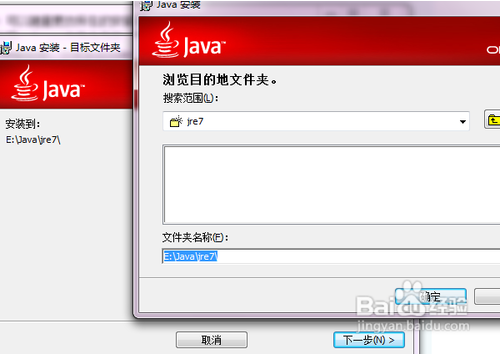 Java 安装 - 目标文件夹
Java
安装到:
E:\Java\jre7\
取消
下一步(N) >
Java 安装
Java
浏览目的地文件夹。
搜索范围(L):
jre7
文件夹名称(F):
E:\Java\jre7\
确定
Baidu 经验
jingyan.baidu.com